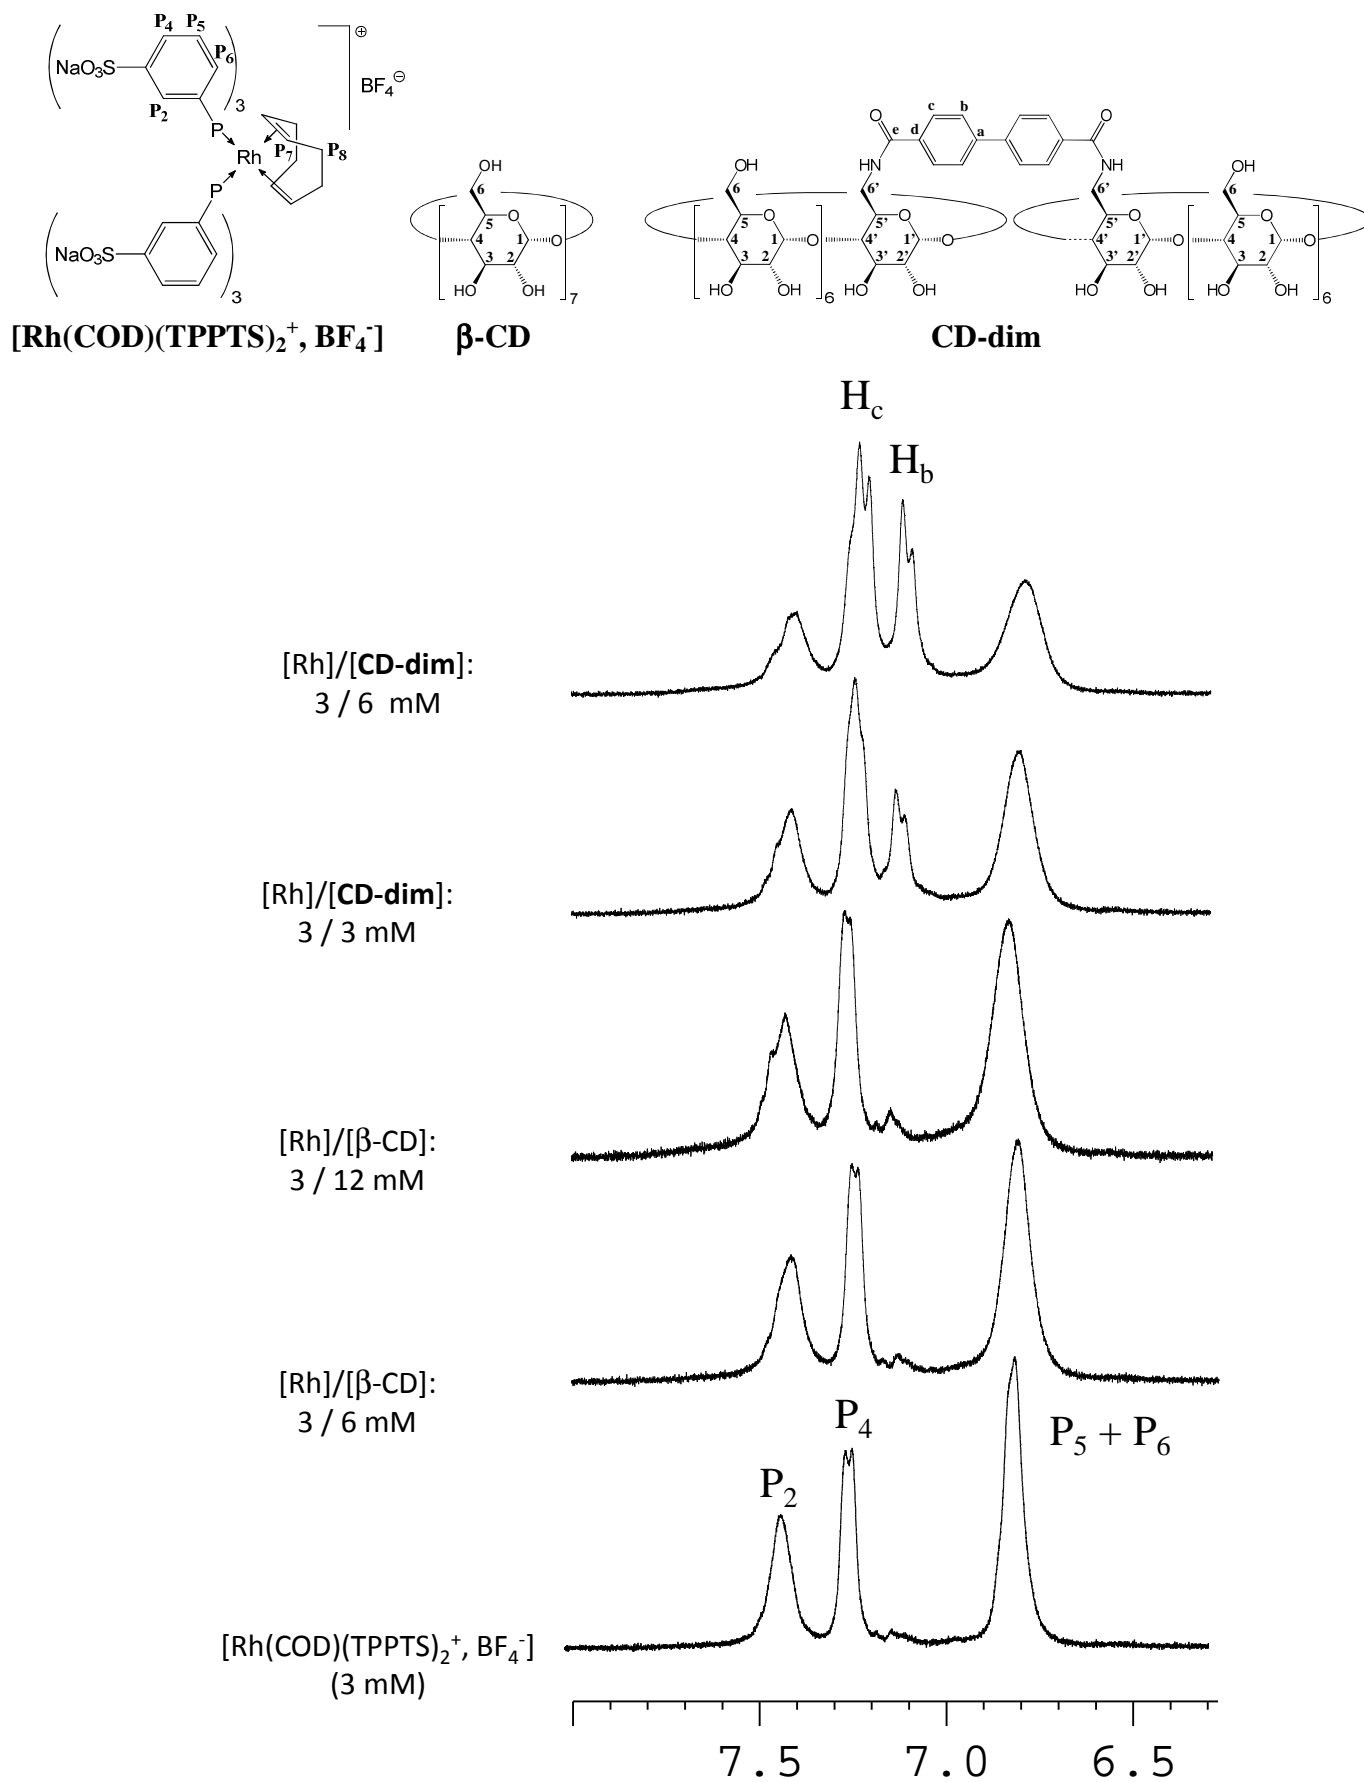 P4 P5
P6
NaO3S
P2
3
⊕
BF4⊖
P
Rh
P7 P8
P
NaO3S
3
OH
6
5
O
4
1
O
3
2
HO
OH
7
O
e
d
c
b
a
O
HN
NH
OH
6
6'
6'
OH
6
5
O
4
1
O
3
2
HO
OH
6
5'
O
4'
1'
O
3'
2'
HO
OH
5'
O
4'
1'
O
3'
2'
HO
OH
5
O
4
1
O
3
2
HO
OH
6
[Rh(COD)(TPPTS)2+, BF4-]
β-CD
CD-dim
Hc
Hb
[Rh]/[CD-dim]:
3 / 6 mM
[Rh]/[CD-dim]:
3 / 3 mM
[Rh]/[β-CD]:
3 / 12 mM
[Rh]/[β-CD]:
3 / 6 mM
P4
P5 + P6
P2
[Rh(COD)(TPPTS)2+, BF4-]
(3 mM)
7.5 7.0 6.5